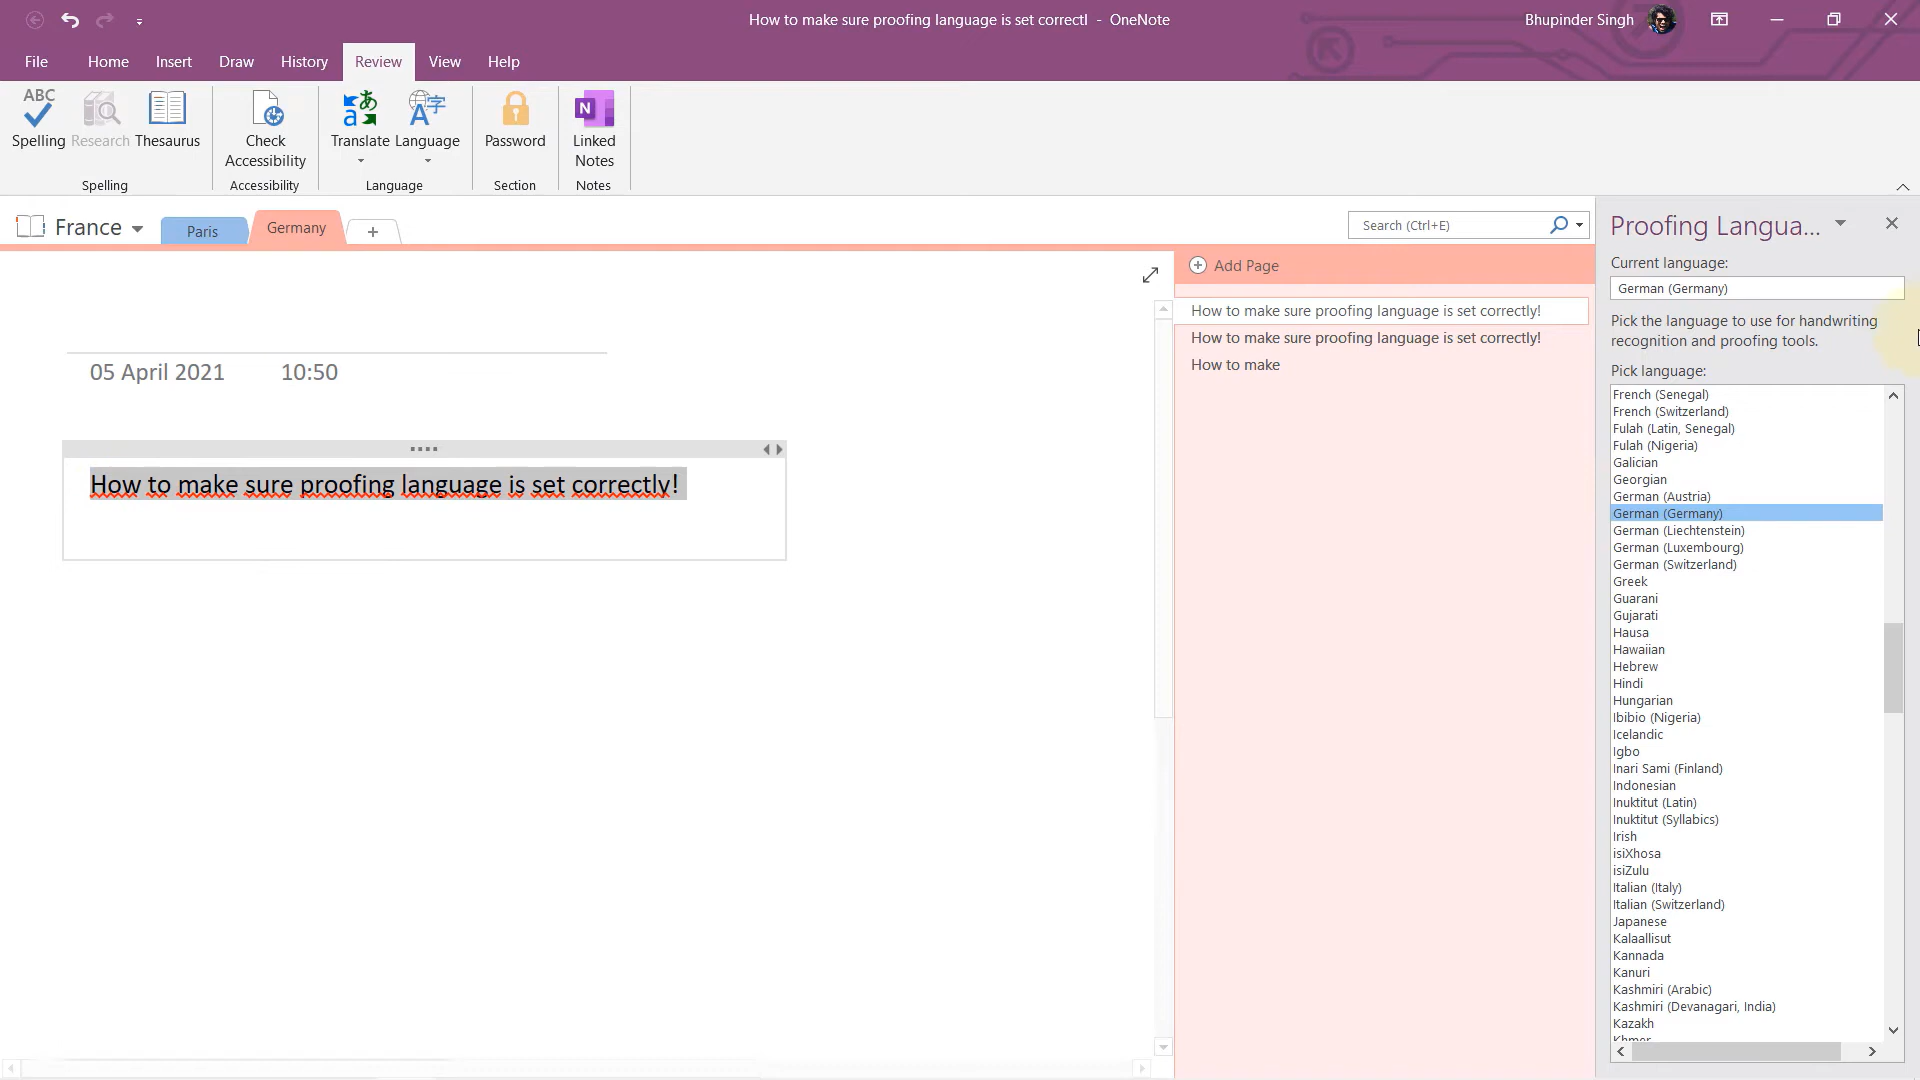 How to make sure proofing language is set correctl - OneNote
Bhupinder Singh
File Home Insert Draw History Review View Help
ABC
Spelling Research Thesaurus
Spelling
Check
Accessibility
Accessibility
Translate Language
Language
Password
Section
Linked
Notes
Notes
France Paris Germany
Search (Ctrl+E)
Add Page
How to make sure proofing language is set correctly!
How to make sure proofing language is set correctly!
How to make
05 April 2021 10:50
How to make sure proofing language is set correctly!
Proofing Langua...
Current language:
German (Germany)
Pick the language to use for handwriting
recognition and proofing tools.
Pick language:
French (Senegal)
French (Switzerland)
Fulah (Latin, Senegal)
Fulah (Nigeria)
Galician
Georgian
German (Austria)
German (Germany)
German (Liechtenstein)
German (Luxembourg)
German (Switzerland)
Greek
Guarani
Gujarati
Hausa
Hawaiian
Hebrew
Hindi
Hungarian
Ibibio (Nigeria)
Icelandic
Igbo
Inari Sami (Finland)
Indonesian
Inuktitut (Latin)
Inuktitut (Syllabics)
Irish
isiXhosa
isiZulu
Italian (Italy)
Italian (Switzerland)
Japanese
Kalaallisut
Kannada
Kanuri
Kashmiri (Arabic)
Kashmiri (Devanagari, India)
Kazakh
Khmer